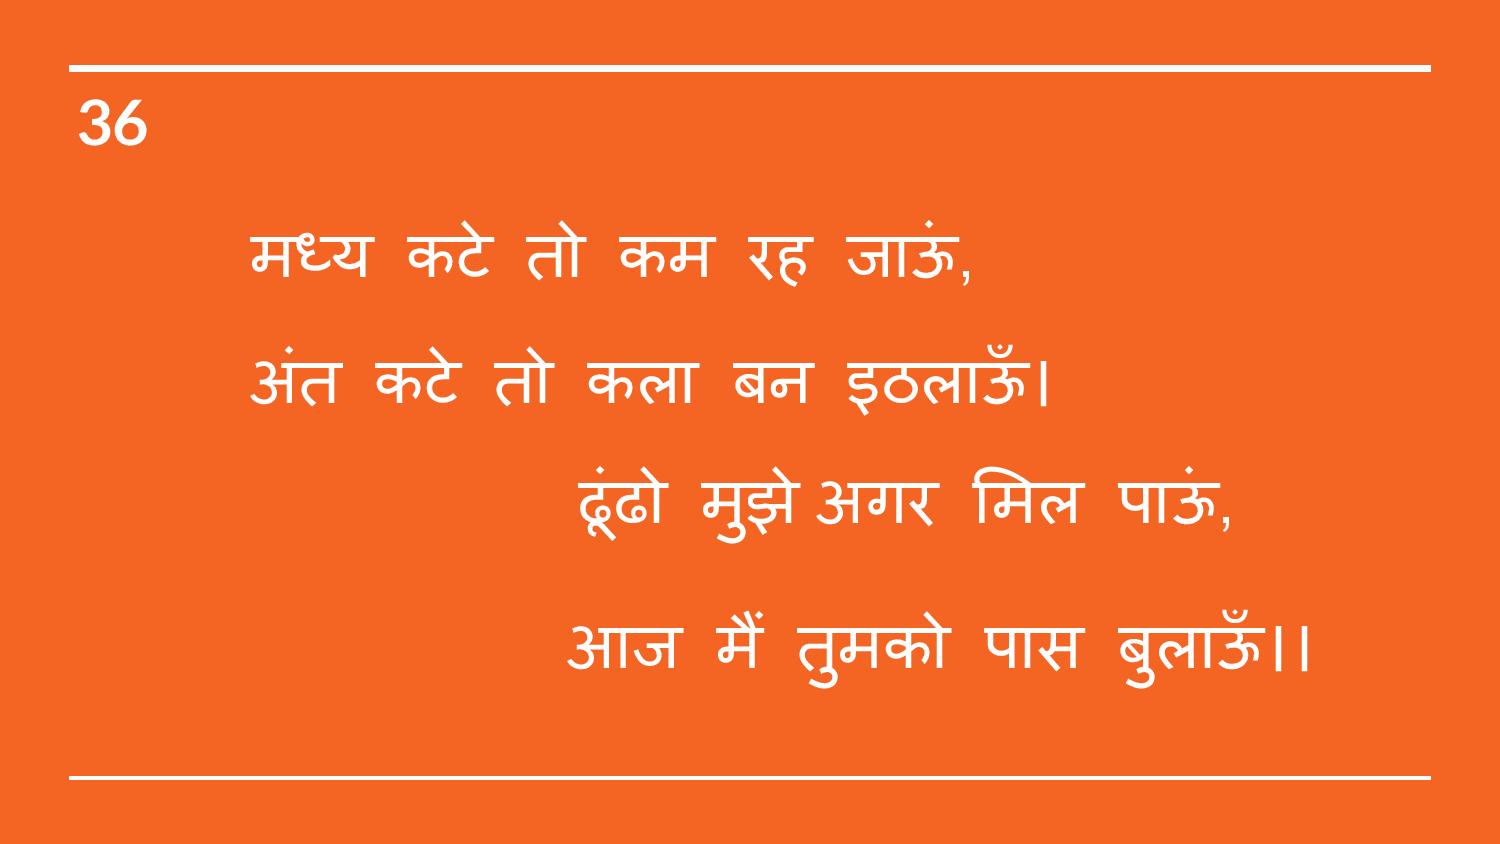 36
मध्य कटे तो कम रह जाऊं,
अंत कटे तो कला बन इठलाऊँ।
ढूंढो मुझे अगर मिल पाऊं,
आज मैं तुमको पास बुलाऊँ।।